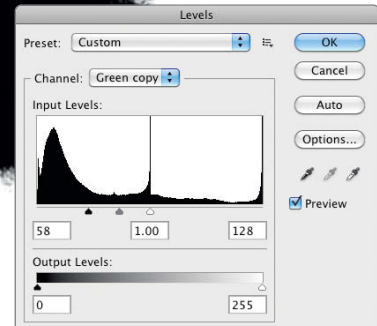 Levels
Preset: Custom
OK
Channel: Green copy
Cancel
Input Levels:
Auto
Options...
Preview
58 1.00 128
Output Levels:
0 255